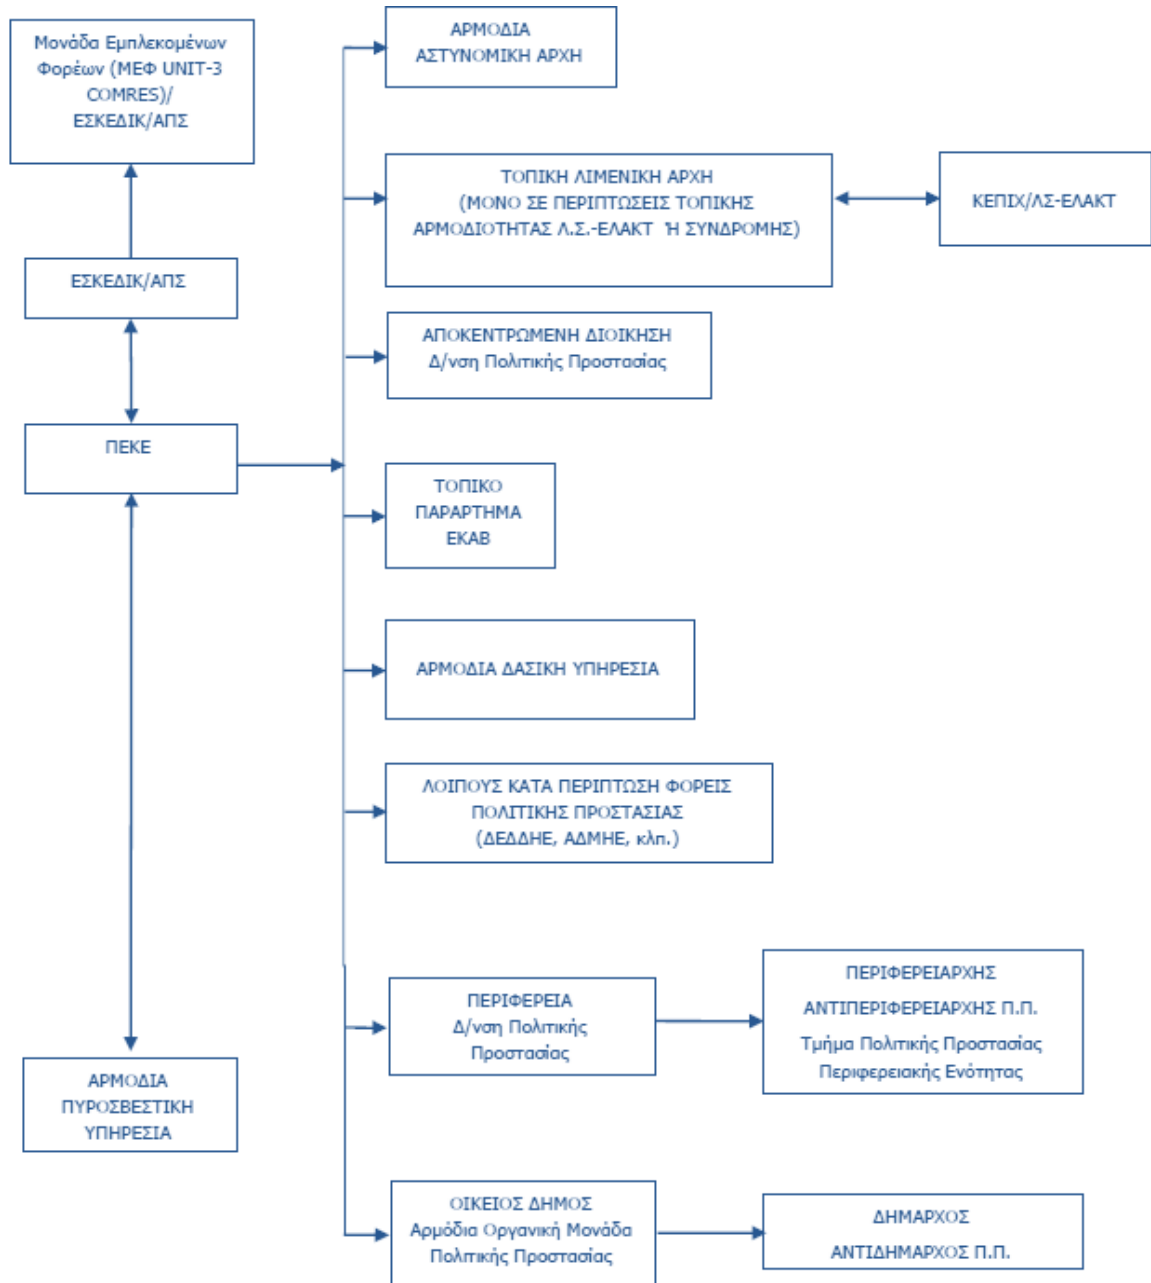 Μονάδα Εμπλεκομένων
Φορέων (ΜΕΦ UNIT-3
COMRES)/
ΕΣΚΕΔΙΚ/ΑΠΣ
ΕΣΚΕΔΙΚ/ΑΠΣ
ΠΕΚΕ
ΑΡΜΟΔΙΑ
ΠΥΡΟΣΒΕΣΤΙΚΗ
ΥΠΗΡΕΣΙΑ
ΑΡΜΟΔΙΑ
ΑΣΤΥΝΟΜΙΚΗ ΑΡΧΗ
ΤΟΠΙΚΗ ΛΙΜΕΝΙΚΗ ΑΡΧΗ
(ΜΟΝΟ ΣΕ ΠΕΡΙΠΤΩΣΕΙΣ ΤΟΠΙΚΗΣ
ΑΡΜΟΔΙΟΤΗΤΑΣ Λ.Σ.-ΕΛΑΚΤ Ή ΣΥΝΔΡΟΜΗΣ)
ΚΕΠΙΧ/ΛΣ-ΕΛΑΚΤ
ΑΠΟΚΕΝΤΡΩΜΕΝΗ ΔΙΟΙΚΗΣΗ
Δ/νση Πολιτικής Προστασίας
ΤΟΠΙΚΟ
ΠΑΡΑΡΤΗΜΑ
ΕΚΑΒ
ΑΡΜΟΔΙΑ ΔΑΣΙΚΗ ΥΠΗΡΕΣΙΑ
ΛΟΙΠΟΥΣ ΚΑΤΑ ΠΕΡΙΠΤΩΣΗ ΦΟΡΕΙΣ
ΠΟΛΙΤΙΚΗΣ ΠΡΟΣΤΑΣΙΑΣ
(ΔΕΔΔΗΕ, ΑΔΜΗΕ, κλπ.)
ΠΕΡΙΦΕΡΕΙΑ
Δ/νση Πολιτικής
Προστασίας
ΠΕΡΙΦΕΡΕΙΑΡΧΗΣ
ΑΝΤΙΠΕΡΙΦΕΡΕΙΑΡΧΗΣ Π.Π.
Τμήμα Πολιτικής Προστασίας
Περιφερειακής Ενότητας
ΟΙΚΕΙΟΣ ΔΗΜΟΣ
Αρμόδια Οργανική Μονάδα
Πολιτικής Προστασίας
ΔΗΜΑΡΧΟΣ
ΑΝΤΙΔΗΜΑΡΧΟΣ Π.Π.